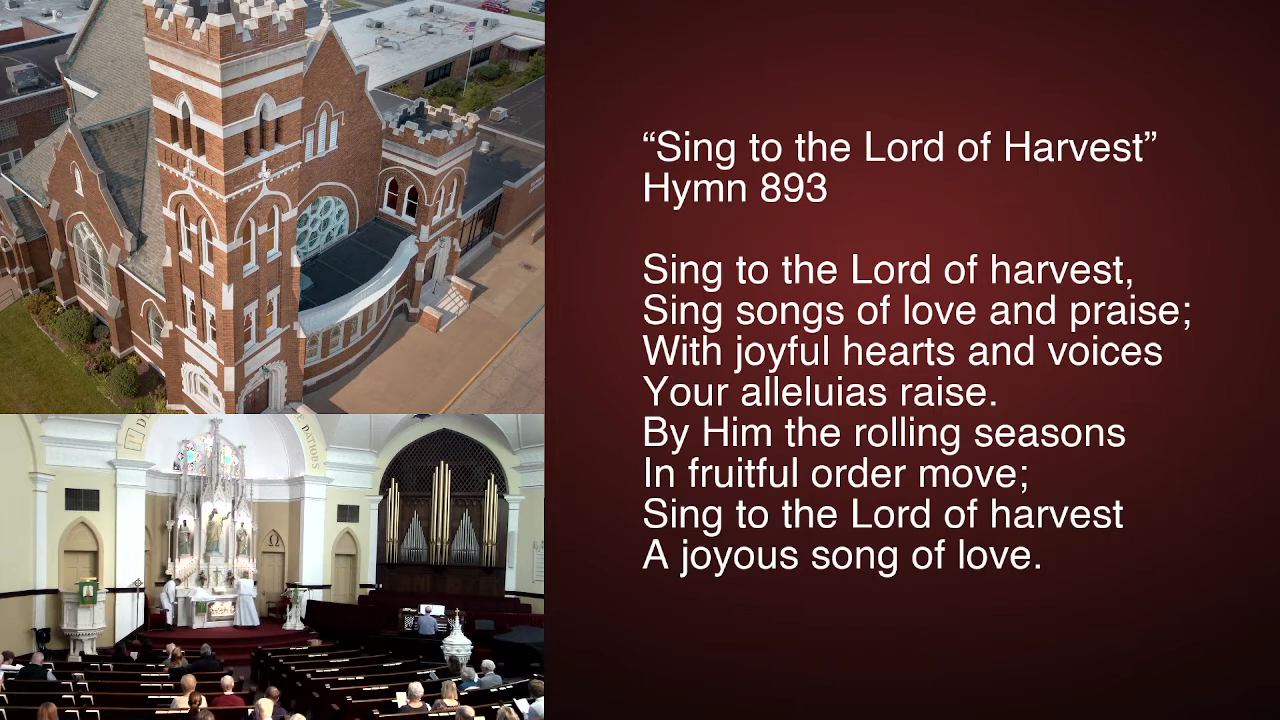 “Sing to the Lord of Harvest”
Hymn 893
Sing to the Lord of harvest,
Sing songs of love and praise;
With joyful hearts and voices
Your alleluias raise.
By Him the rolling seasons
In fruitful order move;
Sing to the Lord of harvest
A joyous song of love.